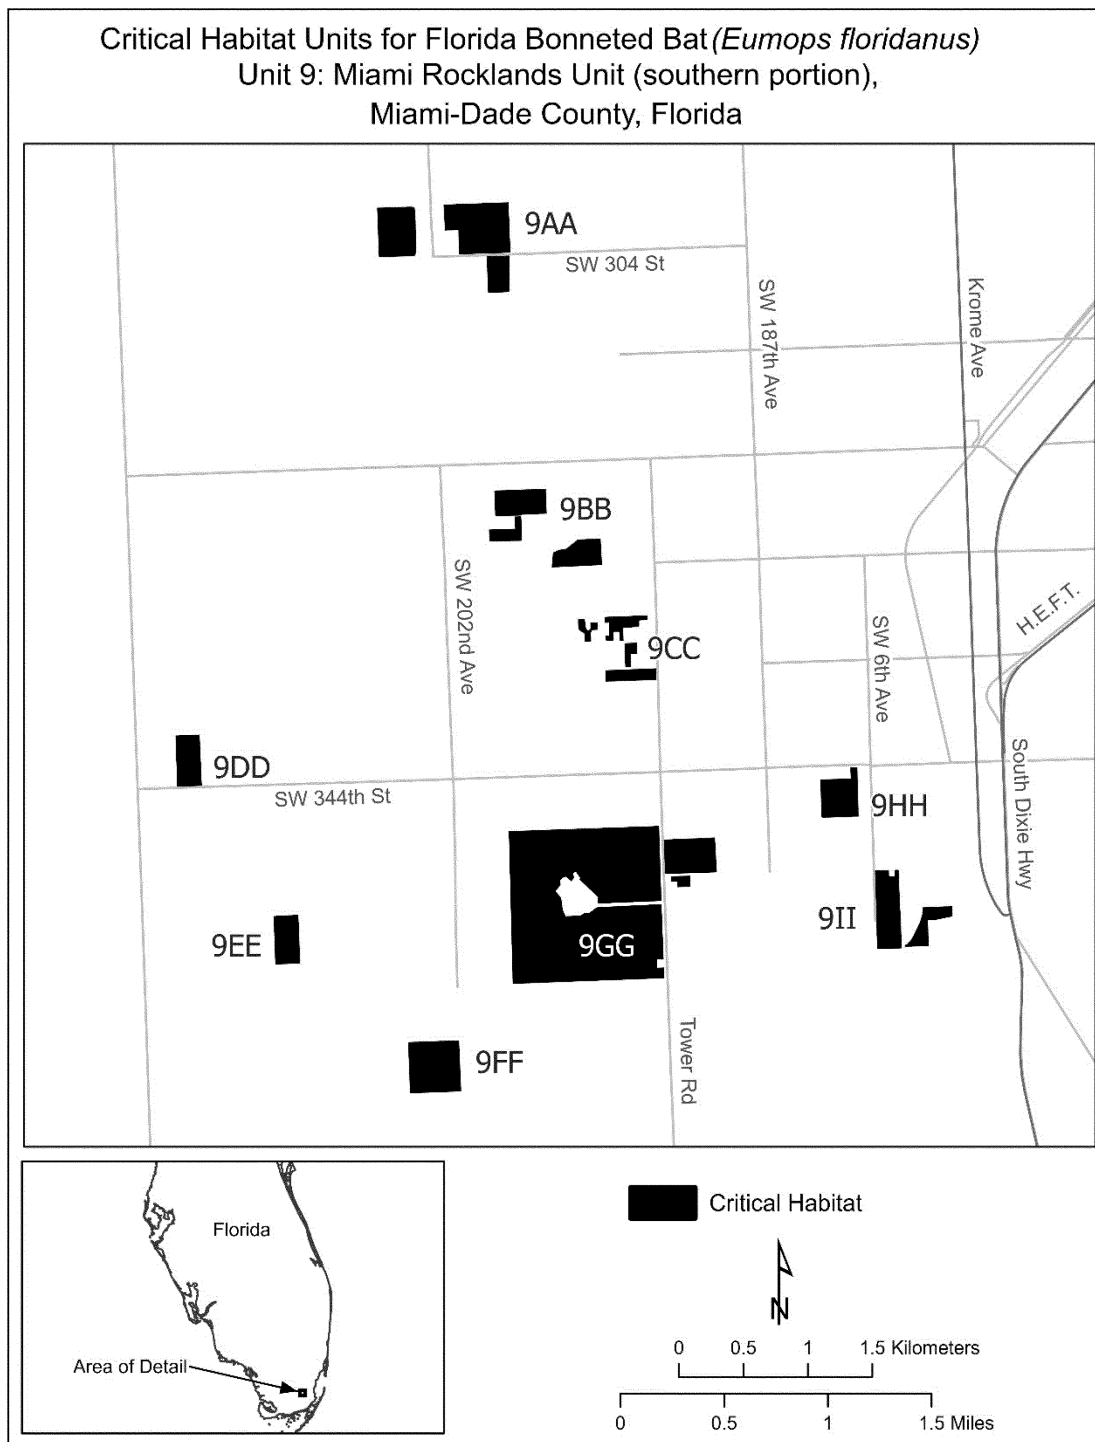 Critical Habitat Units for Florida Bonneted Bat (Eumops floridanus)
Unit 9: Miami Rocklands Unit (southern portion),
Miami-Dade County, Florida
9AA
SW 304 St
SW 187th Ave
Krome Ave
9BB
SW 202nd Ave
H.E.F.T.
9CC
SW 6th Ave
9DD
SW 344th St
South Dixie Hwy
9HH
9II
9EE
9GG
Tower Rd
9FF
Florida
Area of Detail
Critical Habitat
N
0 0.5 1 1.5 Kilometers
0 0.5 1 1.5 Miles